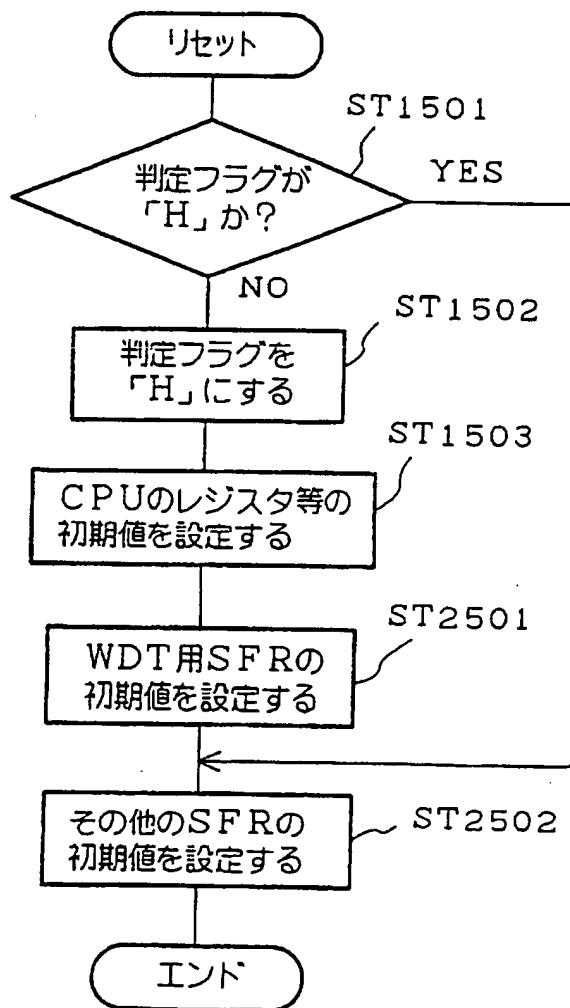 リセット
ST1501
判定フラグが
「H」か?
YES
NO
ST1502
判定フラグを
「H」にする
ST1503
CPUのレジスタ等の
初期値を設定する
ST2501
WDT用SFRの
初期値を設定する
ST2502
その他のSFRの
初期値を設定する
エンド